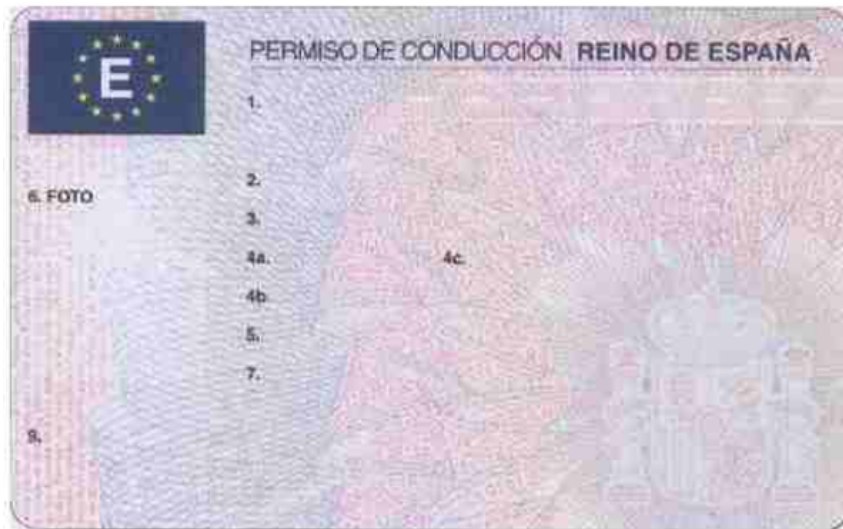 E
PERMISO DE CONDUCCIÓN REINO DE ESPAÑA
1.
2.
6. FOTO
3.
4a. 4c.
4b
5.
7.
9.